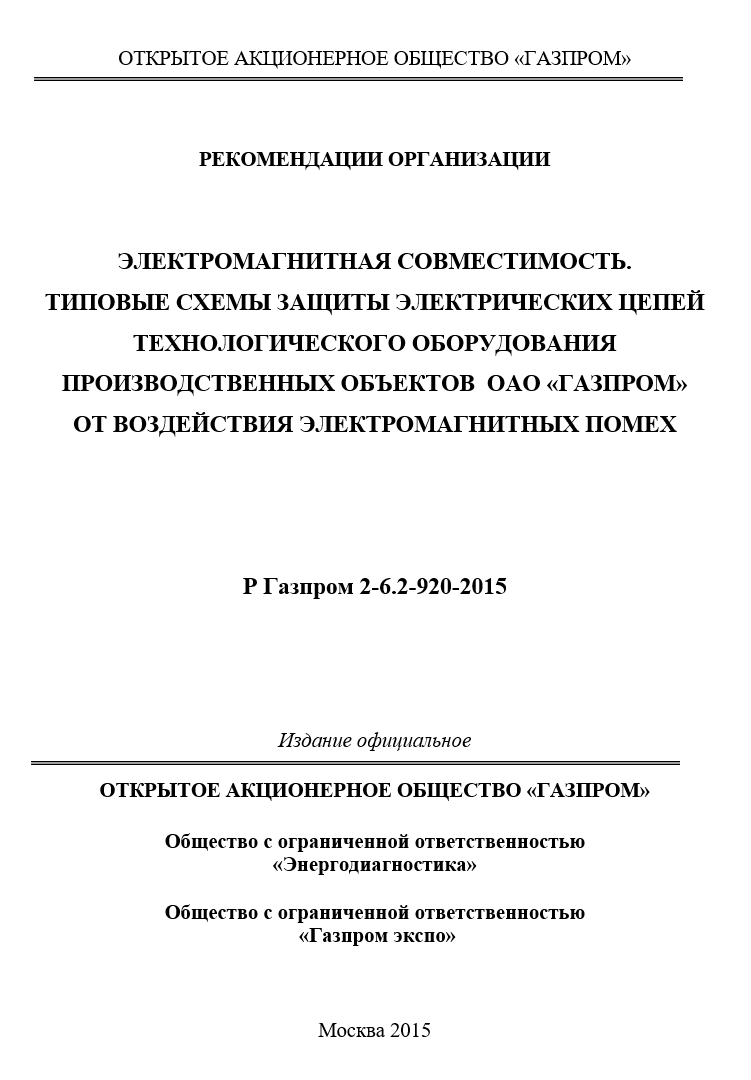 ОТКРЫТОЕ АКЦИОНЕРНОЕ ОБЩЕСТВО «ГАЗПРОМ»
РЕКОМЕНДАЦИИ ОРГАНИЗАЦИИ
ЭЛЕКТРОМАГНИТНАЯ СОВМЕСТИМОСТЬ.
ТИПОВЫЕ СХЕМЫ ЗАЩИТЫ ЭЛЕКТРИЧЕСКИХ ЦЕПЕЙ
ТЕХНОЛОГИЧЕСКОГО ОБОРУДОВАНИЯ
ПРОИЗВОДСТВЕННЫХ ОБЪЕКТОВ ОАО «ГАЗПРОМ»
ОТ ВОЗДЕЙСТВИЯ ЭЛЕКТРОМАГНИТНЫХ ПОМЕХ
Р Газпром 2-6.2-920-2015
Издание официальное
ОТКРЫТОЕ АКЦИОНЕРНОЕ ОБЩЕСТВО «ГАЗПРОМ»
Общество с ограниченной ответственностью
«Энергодиагностика»
Общество с ограниченной ответственностью
«Газпром экспо»
Москва 2015